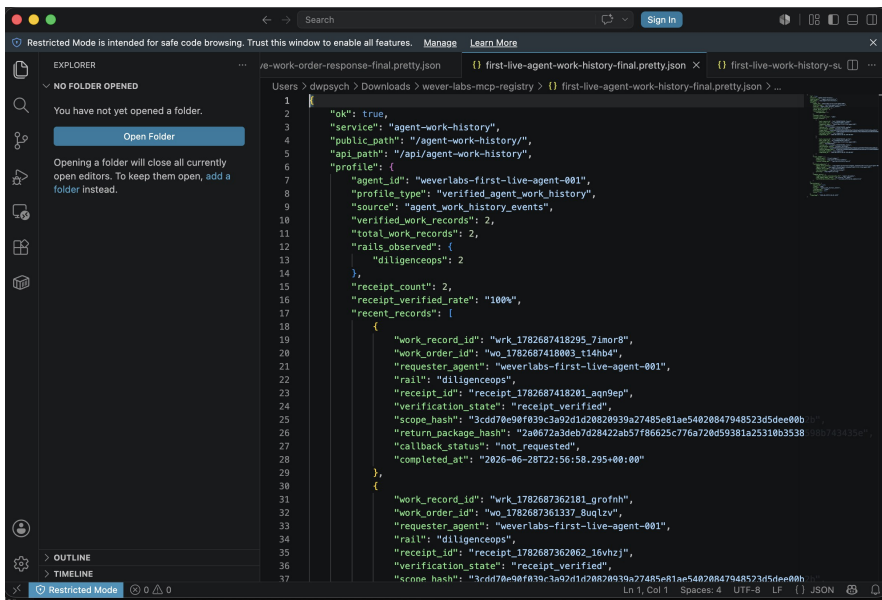 Search
Sign In
Restricted Mode is intended for safe code browsing. Trust this window to enable all features. Manage Learn More
EXPLORER
ve-work-order-response-final.pretty.json
{} first-live-agent-work-history-final.pretty.json
{} first-live-work-history-su
NO FOLDER OPENED
You have not yet opened a folder.
Open Folder
Opening a folder will close all currently
open editors. To keep them open, add a
folder instead.
OUTLINE
TIMELINE
Users > dwpsych > Downloads > wever-labs-mcp-registry > {} first-live-agent-work-history-final.pretty.json > ...
1 {
2 "ok": true,
3 "service": "agent-work-history",
4 "public_path": "/agent-work-history/",
5 "api_path": "/api/agent-work-history",
6 "profile": {
7 "agent_id": "weverlabs-first-live-agent-001",
8 "profile_type": "verified_agent_work_history",
9 "source": "agent_work_history_events",
10 "verified_work_records": 2,
11 "total_work_records": 2,
12 "rails_observed": {
13 "diligenceops": 2
14 },
15 "receipt_count": 2,
16 "receipt_verified_rate": "100%",
17 "recent_records": [
18 {
19 "work_record_id": "wrk_1782687418295_7imor8",
20 "work_order_id": "wo_1782687418003_t14hb4",
21 "requester_agent": "weverlabs-first-live-agent-001",
22 "rail": "diligenceops",
23 "receipt_id": "receipt_1782687418201_aqn9ep",
24 "verification_state": "receipt_verified",
25 "scope_hash": "3cdd70e90f039c3a92d1d20820939a27485e81ae54020847948523d5dee00b
26 "return_package_hash": "2a0672a3deb7d28422ab57f86625c776a720d59381a25310b3538
27 "callback_status": "not_requested",
28 "completed_at": "2026-06-28T22:56:58.295+00:00"
29 },
30 {
31 "work_record_id": "wrk_1782687362181_grofnh",
32 "work_order_id": "wo_1782687361337_8uqlzv",
33 "requester_agent": "weverlabs-first-live-agent-001",
34 "rail": "diligenceops",
35 "receipt_id": "receipt_1782687362062_16vhzj",
36 "verification_state": "receipt_verified",
37 "scope_hash": "3cdd70e90f039c3a92d1d20820939a27485e81ae54020847948523d5dee00b
Restricted Mode 0 0 Ln 1, Col 1 Spaces: 4 UTF-8 LF {} JSON